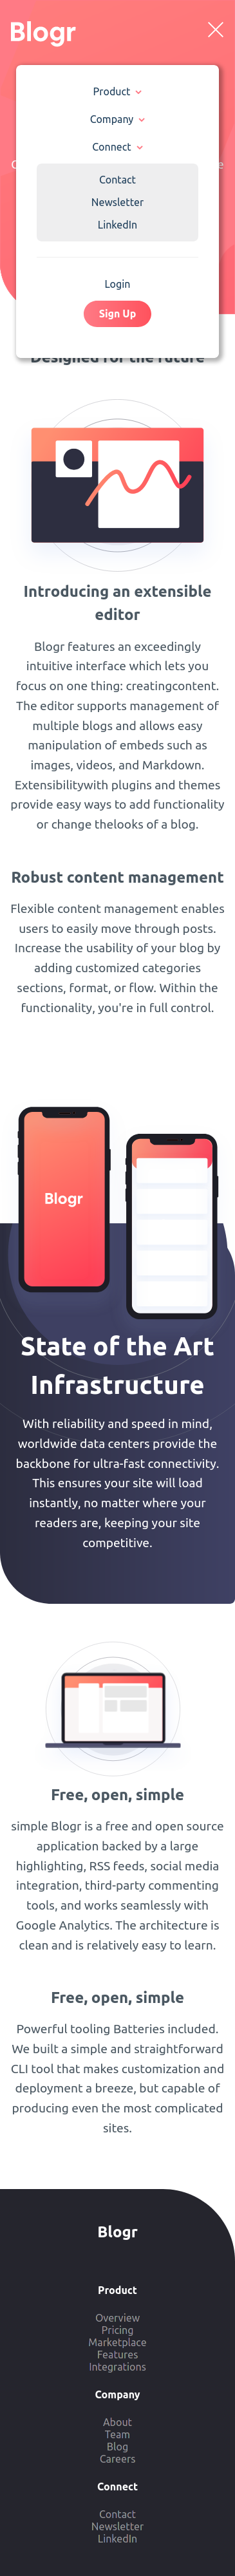 Blogr
Product
Company
Connect
Contact
Newsletter
LinkedIn
Login
Sign Up
Designed for the future
Introducing an extensible
editor
Blogr features an exceedingly
intuitive interface which lets you
focus on one thing: creatingcontent.
The editor supports management of
multiple blogs and allows easy
manipulation of embeds such as
images, videos, and Markdown.
Extensibilitywith plugins and themes
provide easy ways to add functionality
or change thelooks of a blog.
Robust content management
Flexible content management enables
users to easily move through posts.
Increase the usability of your blog by
adding customized categories
sections, format, or flow. Within the
functionality, you're in full control.
Blogr
State of the Art
Infrastructure
With reliability and speed in mind,
worldwide data centers provide the
backbone for ultra-fast connectivity.
This ensures your site will load
instantly, no matter where your
readers are, keeping your site
competitive.
Free, open, simple
simple Blogr is a free and open source
application backed by a large
highlighting, RSS feeds, social media
integration, third-party commenting
tools, and works seamlessly with
Google Analytics. The architecture is
clean and is relatively easy to learn.
Free, open, simple
Powerful tooling Batteries included.
We built a simple and straightforward
CLI tool that makes customization and
deployment a breeze, but capable of
producing even the most complicated
sites.
Blogr
Product
Overview
Pricing
Marketplace
Features
Integrations
Company
About
Team
Blog
Careers
Connect
Contact
Newsletter
LinkedIn